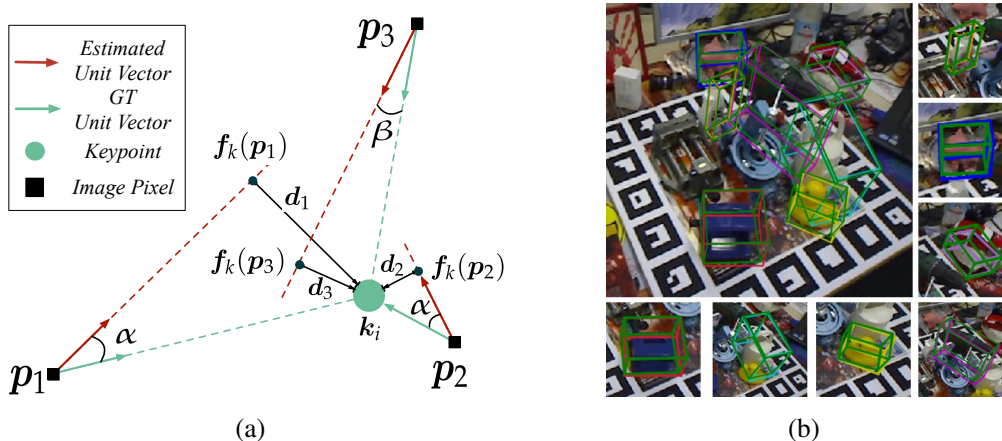 Estimated
Unit Vector
GT
Unit Vector
Keypoint
Image Pixel
p₃
β
fₖ(p₁)
d₁
fₖ(p₃)
d₂
fₖ(p₂)
d₃
α
kᵢ
α
p₁
p₂
(a)
(b)